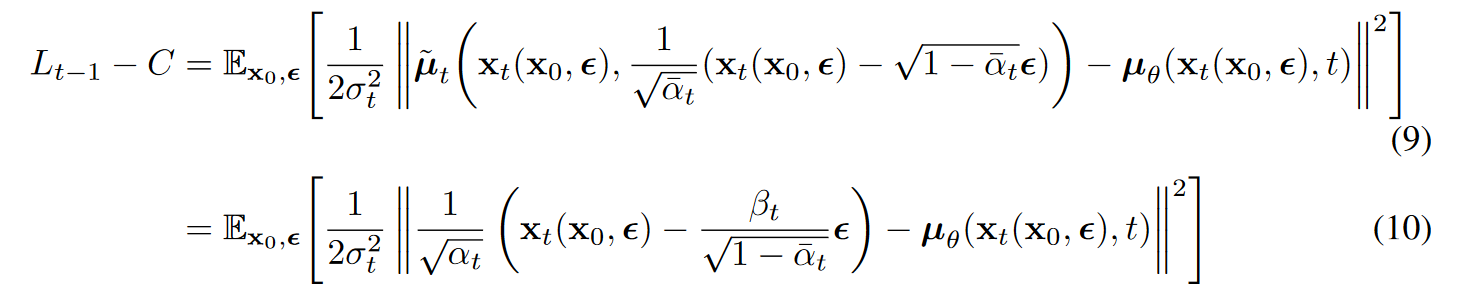 L_{t-1} - C = \mathbb{E}_{\mathbf{x}_0, \boldsymbol{\epsilon}} \left[ \frac{1}{2\sigma_t^2} \left\| \tilde{\boldsymbol{\mu}}_t \left( \mathbf{x}_t(\mathbf{x}_0, \boldsymbol{\epsilon}), \frac{1}{\sqrt{\bar{\alpha}_t}} (\mathbf{x}_t(\mathbf{x}_0, \boldsymbol{\epsilon}) - \sqrt{1 - \bar{\alpha}_t} \boldsymbol{\epsilon}) \right) - \boldsymbol{\mu}_\theta(\mathbf{x}_t(\mathbf{x}_0, \boldsymbol{\epsilon}), t) \right\|^2 \right]
(9)
= \mathbb{E}_{\mathbf{x}_0, \boldsymbol{\epsilon}} \left[ \frac{1}{2\sigma_t^2} \left\| \frac{1}{\sqrt{\alpha_t}} \left( \mathbf{x}_t(\mathbf{x}_0, \boldsymbol{\epsilon}) - \frac{\beta_t}{\sqrt{1 - \bar{\alpha}_t}} \boldsymbol{\epsilon} \right) - \boldsymbol{\mu}_\theta(\mathbf{x}_t(\mathbf{x}_0, \boldsymbol{\epsilon}), t) \right\|^2 \right] (10)